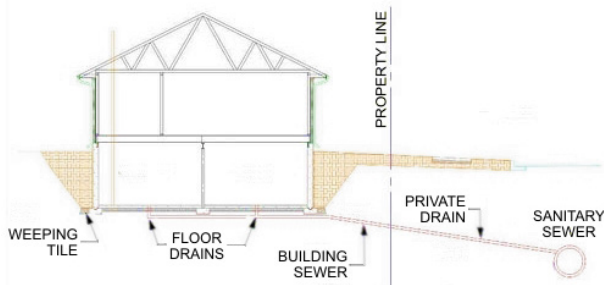 PROPERTY LINE
WEEPING
TILE
FLOOR
DRAINS
BUILDING
SEWER
PRIVATE
DRAIN
SANITARY
SEWER